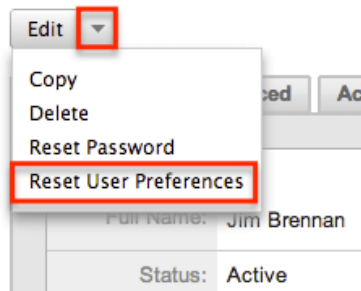 Edit
Copy
Delete
Reset Password
Reset User Preferences
Full Name: Jim Brennan
Status: Active